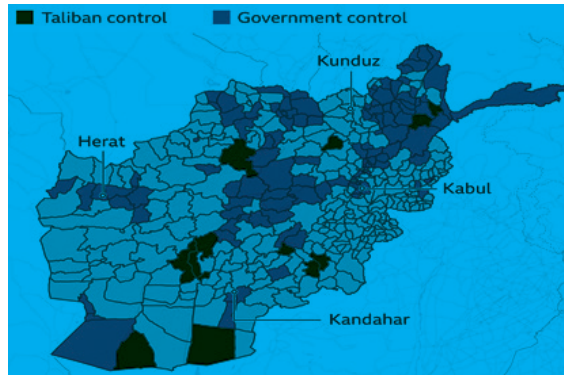 Taliban control
Government control
Kunduz
Herat
Kabul
Kandahar